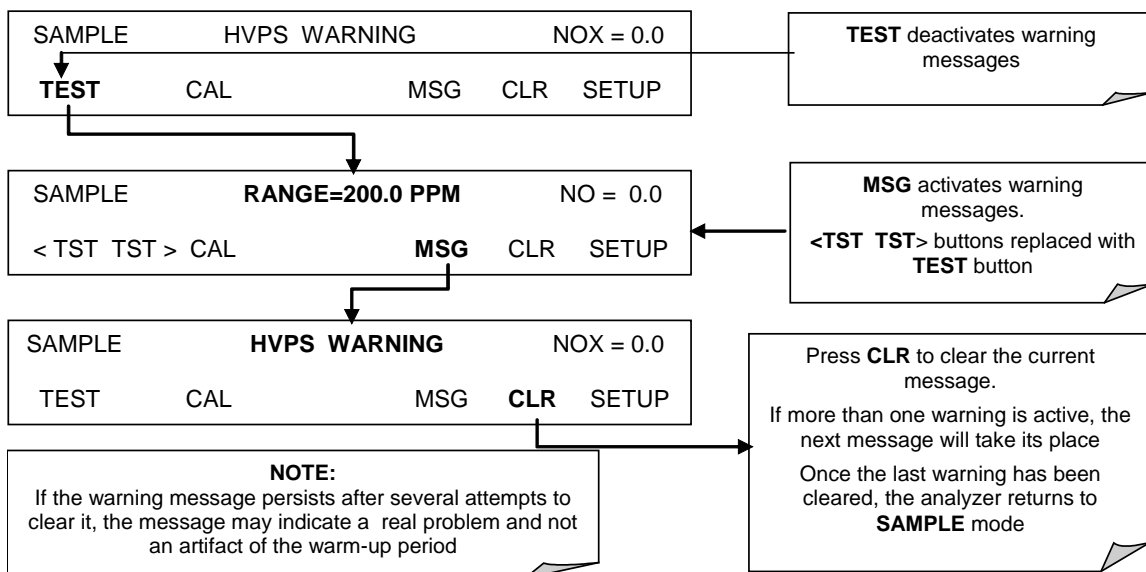 SAMPLE HVPS WARNING NOX = 0.0
TEST CAL MSG CLR SETUP
TEST deactivates warning
messages
SAMPLE RANGE=200.0 PPM NO = 0.0
< TST TST > CAL MSG CLR SETUP
MSG activates warning
messages.
<TST TST> buttons replaced with
TEST button
SAMPLE HVPS WARNING NOX = 0.0
TEST CAL MSG CLR SETUP
Press CLR to clear the current
message.
If more than one warning is active, the
next message will take its place
Once the last warning has been
cleared, the analyzer returns to
SAMPLE mode
NOTE:
If the warning message persists after several attempts to
clear it, the message may indicate a real problem and not
an artifact of the warm-up period